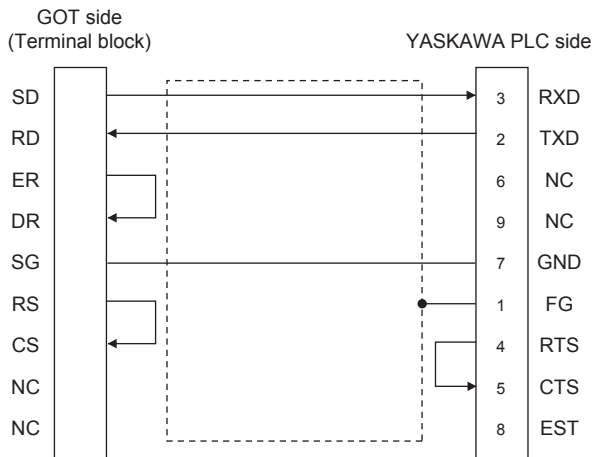 GOT side
(Terminal block)
YASKAWA PLC side
SD 3 RXD
RD 2 TXD
ER 6 NC
DR 9 NC
SG 7 GND
RS 1 FG
CS 4 RTS
NC 5 CTS
NC 8 EST